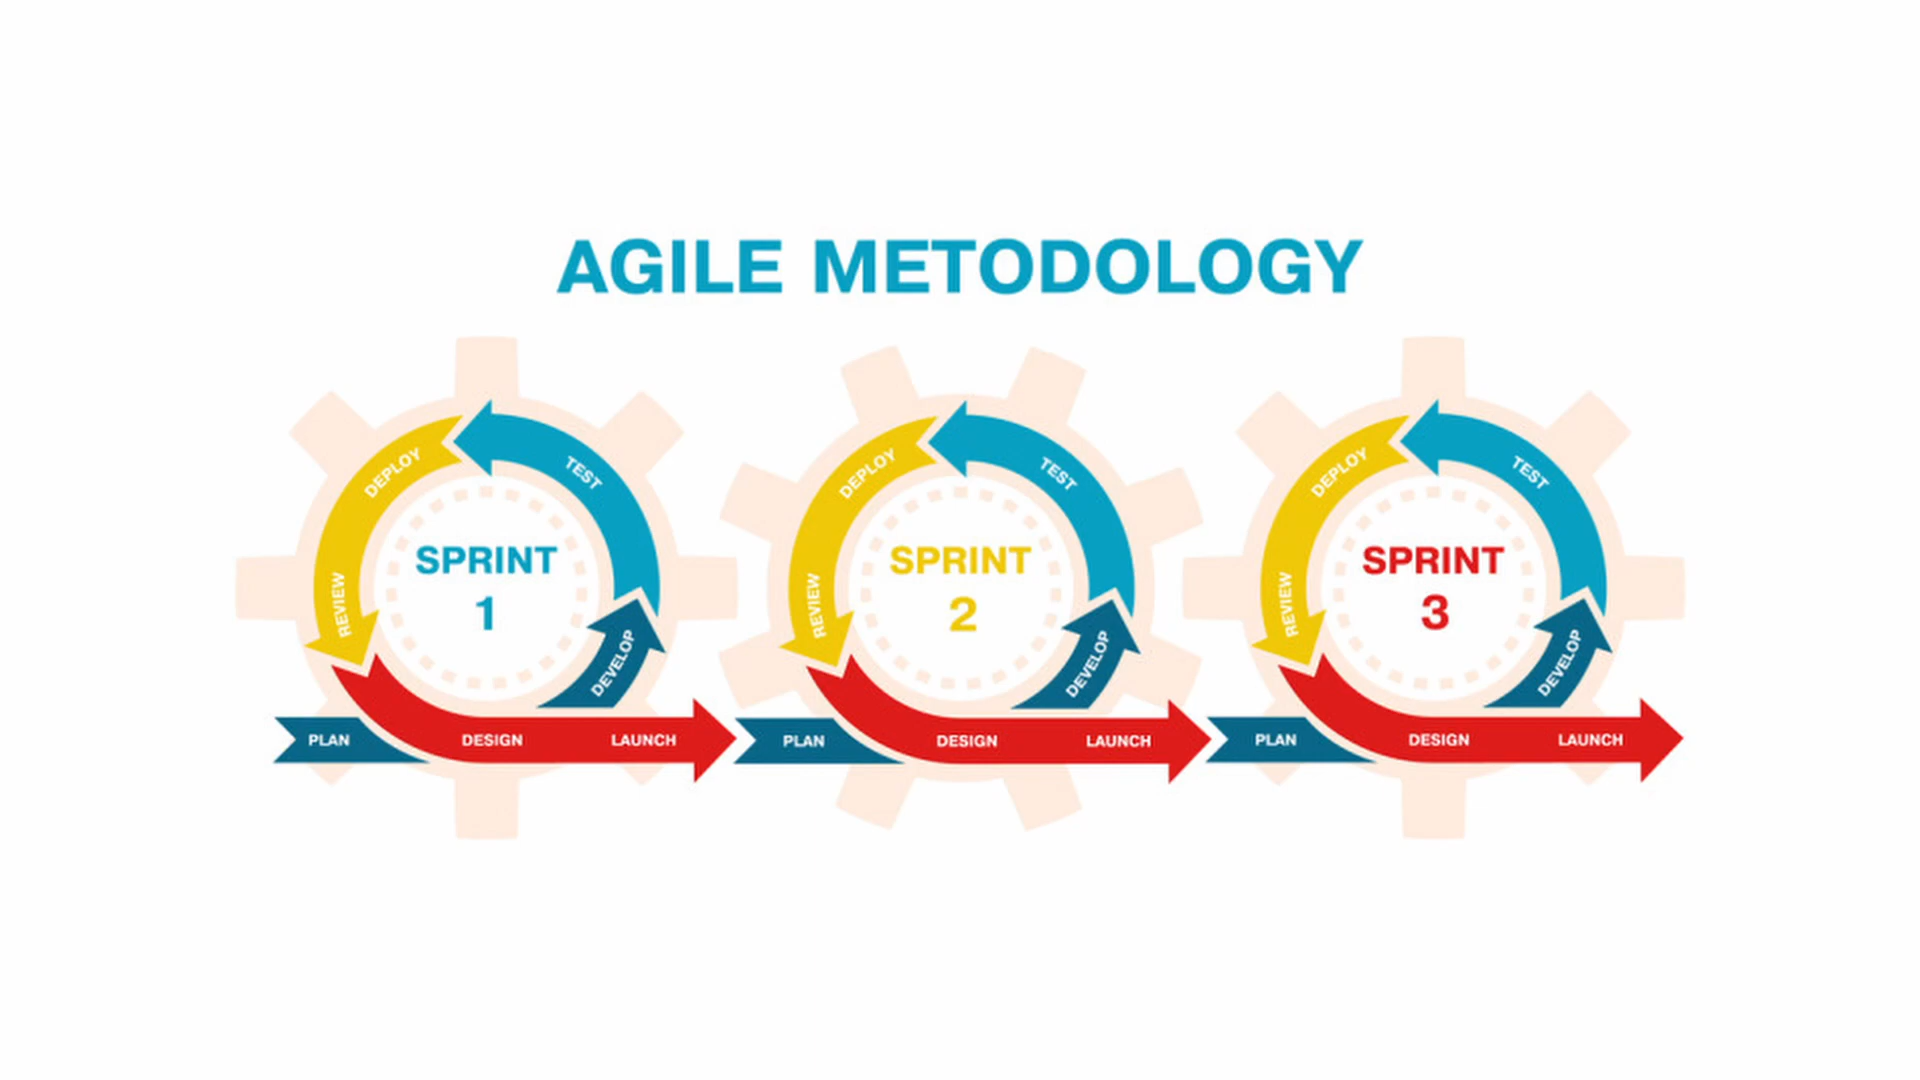 AGILE METODOLOGY
DEPLOY
TEST
REVIEW
SPRINT
1
DEVELOP
PLAN
DESIGN
LAUNCH
DEPLOY
TEST
REVIEW
SPRINT
2
DEVELOP
PLAN
DESIGN
LAUNCH
DEPLOY
TEST
REVIEW
SPRINT
3
DEVELOP
PLAN
DESIGN
LAUNCH